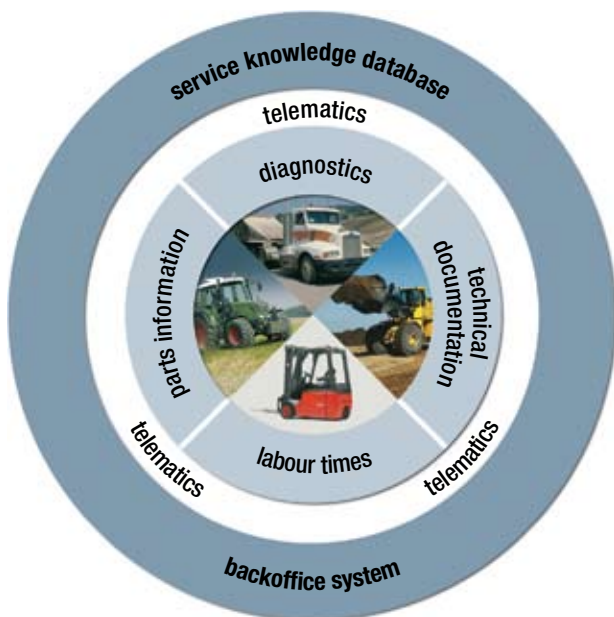 service knowledge database
telematics
diagnostics
parts information
technical
documentation
labour times
telematics
telematics
backoffice system